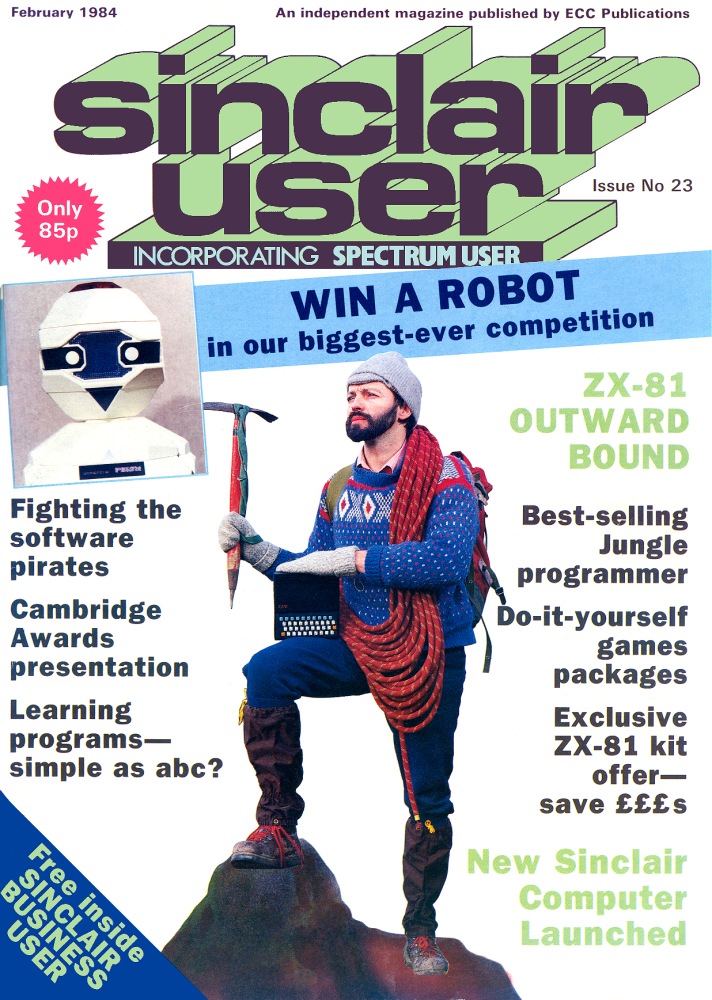 February 1984
An independent magazine published by ECC Publications
sinclair
user
Issue No 23
Only
85p
INCORPORATING SPECTRUM USER
WIN A ROBOT
in our biggest-ever competition
ZX-81
OUTWARD
BOUND
Fighting the
software
pirates
Cambridge
Awards
presentation
Learning
programs—
simple as abc?
Best-selling
Jungle
programmer
Do-it-yourself
games
packages
Exclusive
ZX-81 kit
offer—
save £££s
New Sinclair
Computer
Launched
Free inside
SINCLAIR
BUSINESS
USER